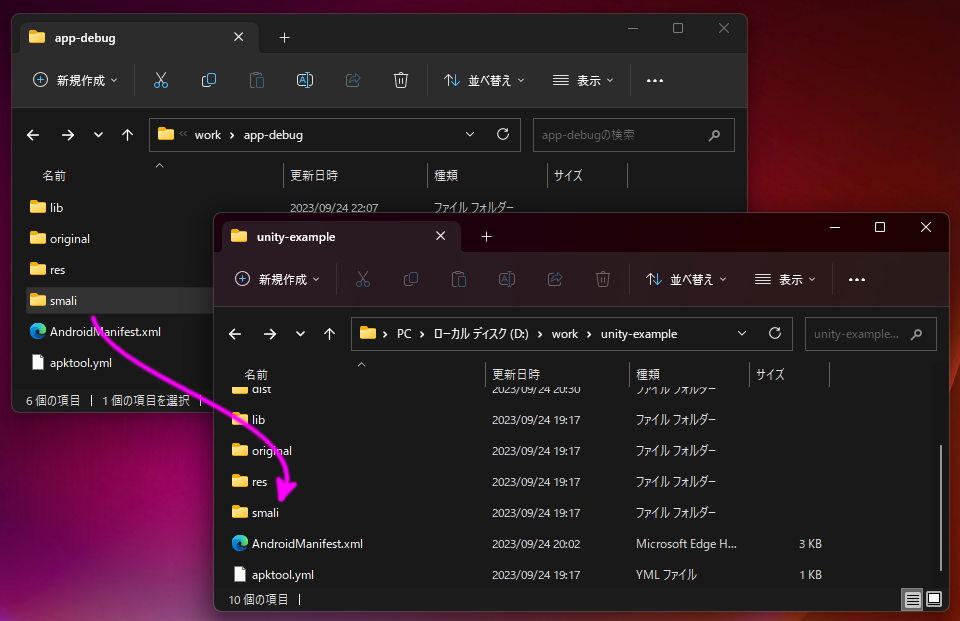 app-debug
新規作成
並べ替え
表示
work
app-debug
app-debugの検索
名前
更新日時
種類
サイズ
lib
2023/09/24 22:07
ファイル フォルダー
original
res
smali
AndroidManifest.xml
apktool.yml
6 個の項目
1 個の項目を選択
unity-example
新規作成
並べ替え
表示
PC
ローカル ディスク (D:)
work
unity-example
unity-example...
名前
更新日時
種類
サイズ
dist
2023/09/24 20:30
ファイル フォルダー
lib
2023/09/24 19:17
ファイル フォルダー
original
2023/09/24 19:17
ファイル フォルダー
res
2023/09/24 19:17
ファイル フォルダー
smali
2023/09/24 19:17
ファイル フォルダー
AndroidManifest.xml
2023/09/24 20:02
Microsoft Edge H...
3 KB
apktool.yml
2023/09/24 19:17
YML ファイル
1 KB
10 個の項目